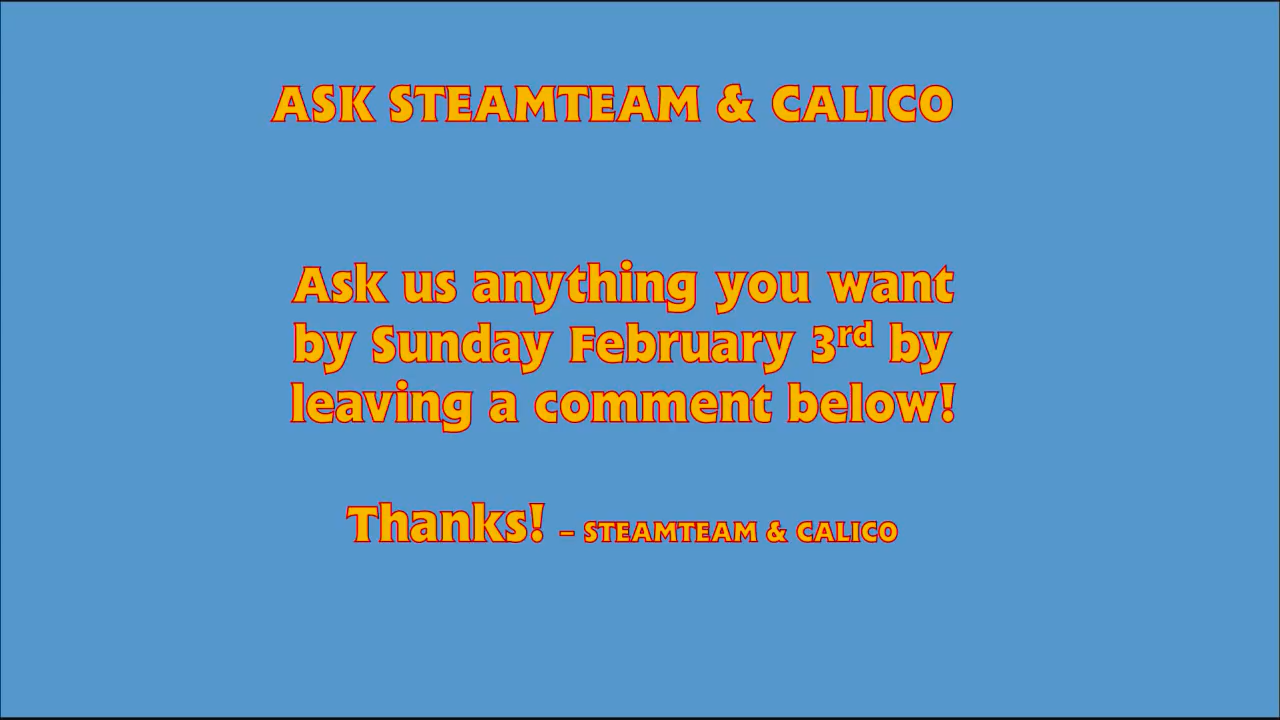 ASK STEAMTEAM & CALICO
Ask us anything you want
by Sunday February 3rd by
leaving a comment below!
Thanks! – STEAMTEAM & CALICO